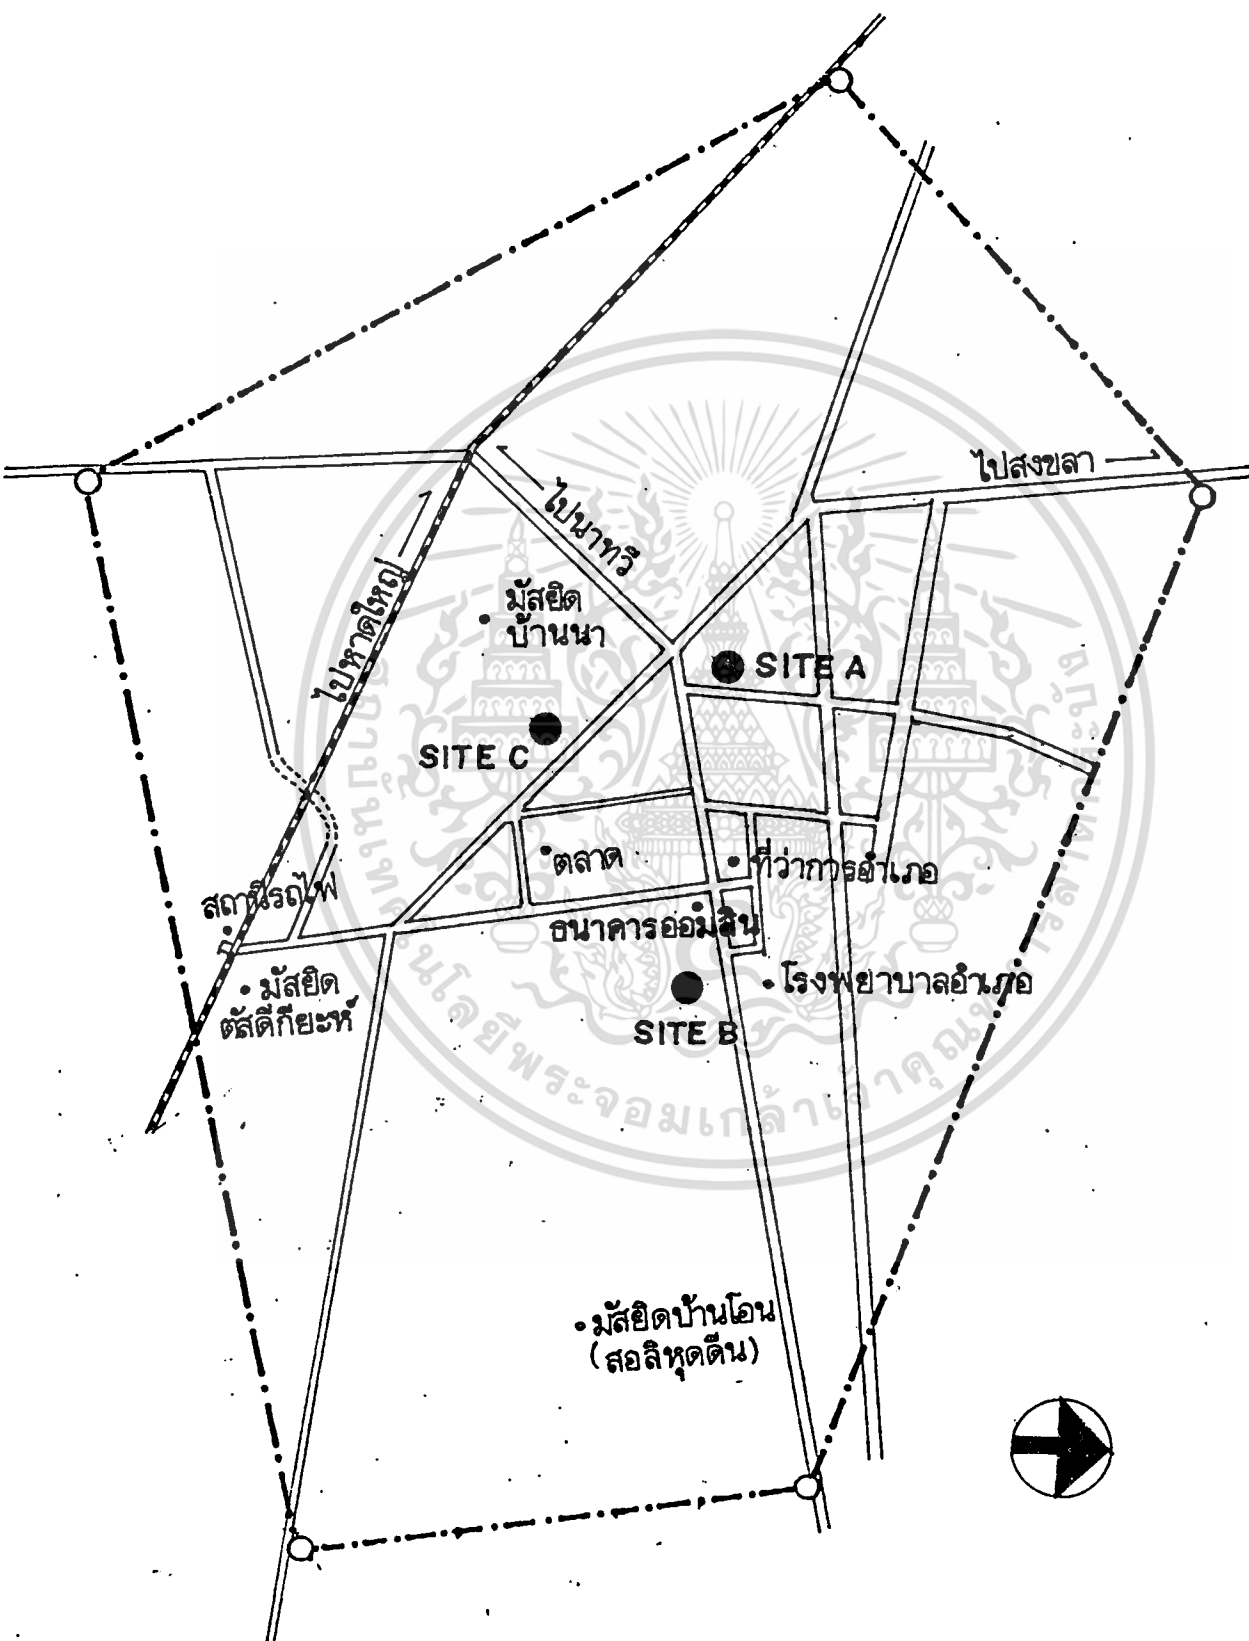 ไปสงขลา
ไปนาทวี
ไปหาดใหญ่
มัสยิด
บ้านนา
SITE A
SITE C
ตลาด
ที่ว่าการอำเภอ
สถานีรถไฟ
ธนาคารออมสิน
มัสยิด
ตัสดีกียะห์
โรงพยาบาลอำเภอ
SITE B
มัสยิดบ้านโอน
(สอลิหุดดีน)